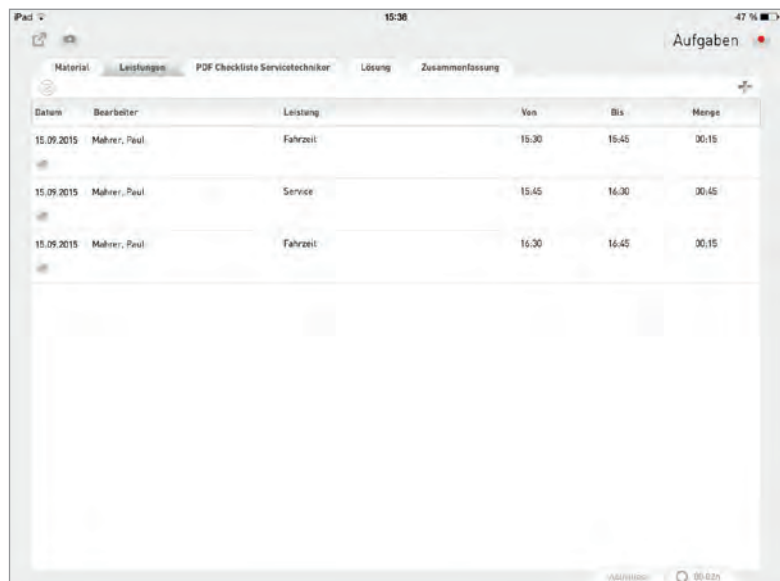 iPad 15:36 47 %
Aufgaben
Material Leistungen PDF Checkliste Servicetechniker Lösung Zusammenfassung
Datum Bearbeiter Leistung Von Bis Menge
15.09.2015 Mahrer, Paul Fahrzeit 15:30 15:45 00:15
15.09.2015 Mahrer, Paul Service 15:45 16:30 00:45
15.09.2015 Mahrer, Paul Fahrzeit 16:30 16:45 00:15
00:02h